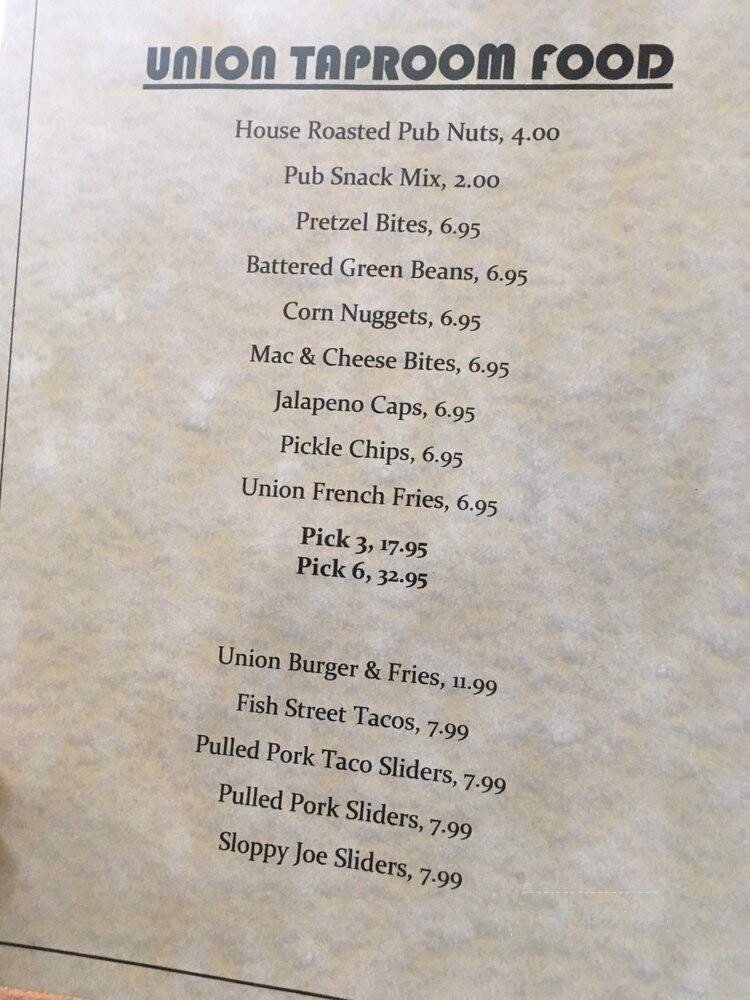 UNION TAPROOM FOOD
House Roasted Pub Nuts, 4.00
Pub Snack Mix, 2.00
Pretzel Bites, 6.95
Battered Green Beans, 6.95
Corn Nuggets, 6.95
Mac & Cheese Bites, 6.95
Jalapeno Caps, 6.95
Pickle Chips, 6.95
Union French Fries, 6.95
Pick 3, 17.95
Pick 6, 32.95
Union Burger & Fries, 11.99
Fish Street Tacos, 7.99
Pulled Pork Taco Sliders, 7.99
Pulled Pork Sliders, 7.99
Sloppy Joe Sliders, 7.99